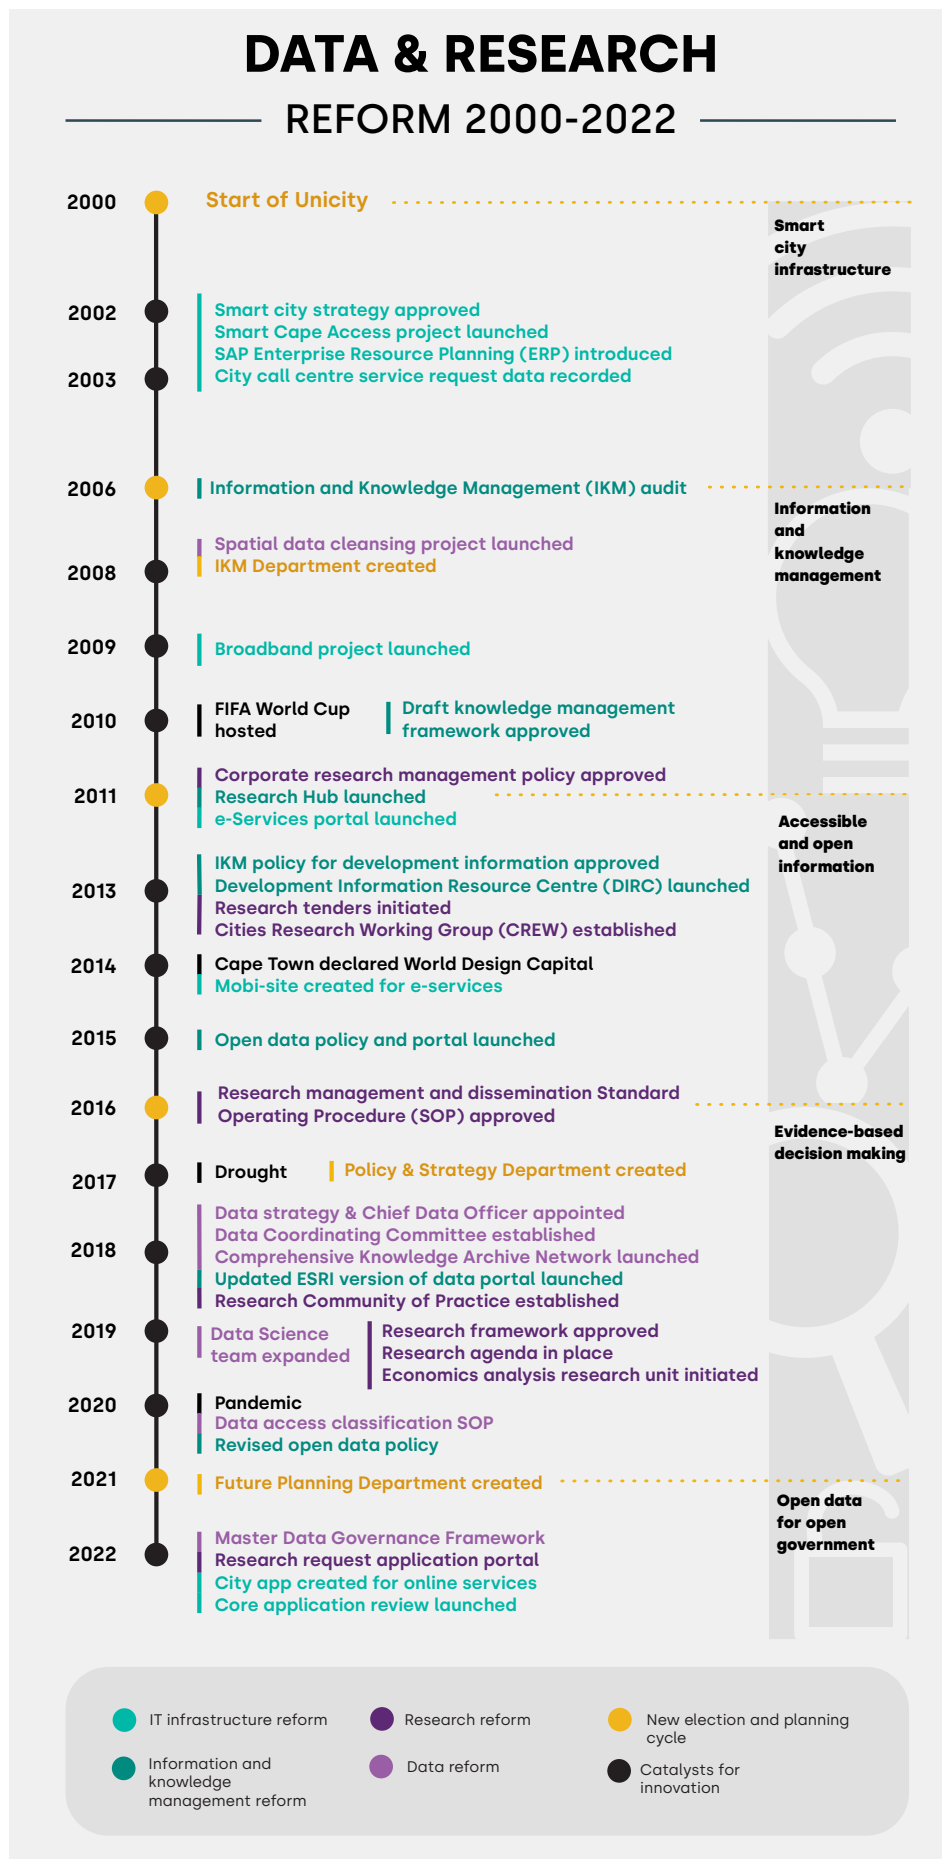 DATA & RESEARCH
REFORM 2000-2022
2000
Start of Unicity
Smart
city
infrastructure
2002
Smart city strategy approved
Smart Cape Access project launched
SAP Enterprise Resource Planning (ERP) introduced
2003
City call centre service request data recorded
2006
Information and Knowledge Management (IKM) audit
Information
and
knowledge
management
Spatial data cleansing project launched
2008
IKM Department created
2009
Broadband project launched
2010
FIFA World Cup
hosted
Draft knowledge management
framework approved
Corporate research management policy approved
2011
Research Hub launched
e-Services portal launched
Accessible
and open
information
IKM policy for development information approved
2013
Development Information Resource Centre (DIRC) launched
Research tenders initiated
Cities Research Working Group (CREW) established
2014
Cape Town declared World Design Capital
Mobi-site created for e-services
2015
Open data policy and portal launched
2016
Research management and dissemination Standard
Operating Procedure (SOP) approved
Evidence-based
decision making
2017
Drought
Policy & Strategy Department created
Data strategy & Chief Data Officer appointed
Data Coordinating Committee established
2018
Comprehensive Knowledge Archive Network launched
Updated ESRI version of data portal launched
Research Community of Practice established
2019
Data Science
team expanded
Research framework approved
Research agenda in place
Economics analysis research unit initiated
2020
Pandemic
Data access classification SOP
Revised open data policy
2021
Future Planning Department created
Open data
for open
government
Master Data Governance Framework
2022
Research request application portal
City app created for online services
Core application review launched
IT infrastructure reform
Research reform
New election and planning
cycle
Information and
knowledge
management reform
Data reform
Catalysts for
innovation